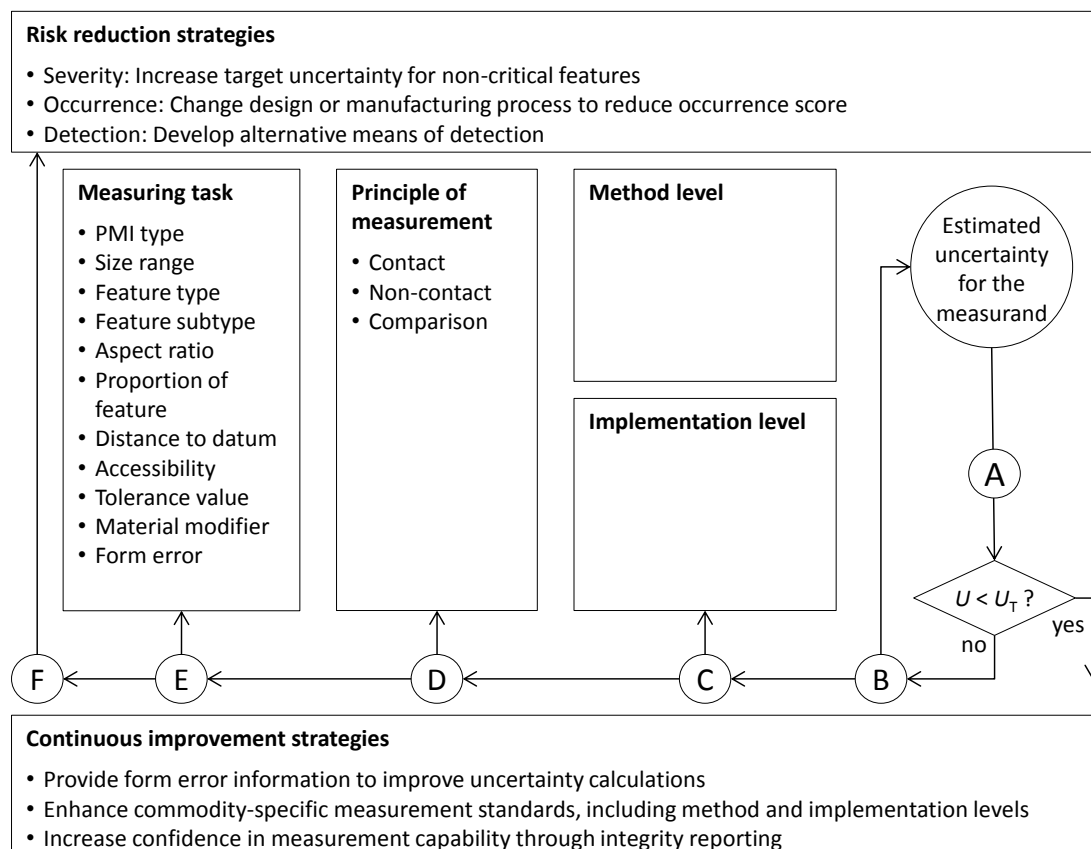 Risk reduction strategies
• Severity: Increase target uncertainty for non-critical features
• Occurrence: Change design or manufacturing process to reduce occurrence score
• Detection: Develop alternative means of detection
Measuring task
• PMI type
• Size range
• Feature type
• Feature subtype
• Aspect ratio
• Proportion of
feature
• Distance to datum
• Accessibility
• Tolerance value
• Material modifier
• Form error
Principle of
measurement
• Contact
• Non-contact
• Comparison
Method level
Implementation level
Estimated
uncertainty
for the
measurand
A
U < U_T ?
yes
no
F
E
D
C
B
Continuous improvement strategies
• Provide form error information to improve uncertainty calculations
• Enhance commodity-specific measurement standards, including method and implementation levels
• Increase confidence in measurement capability through integrity reporting